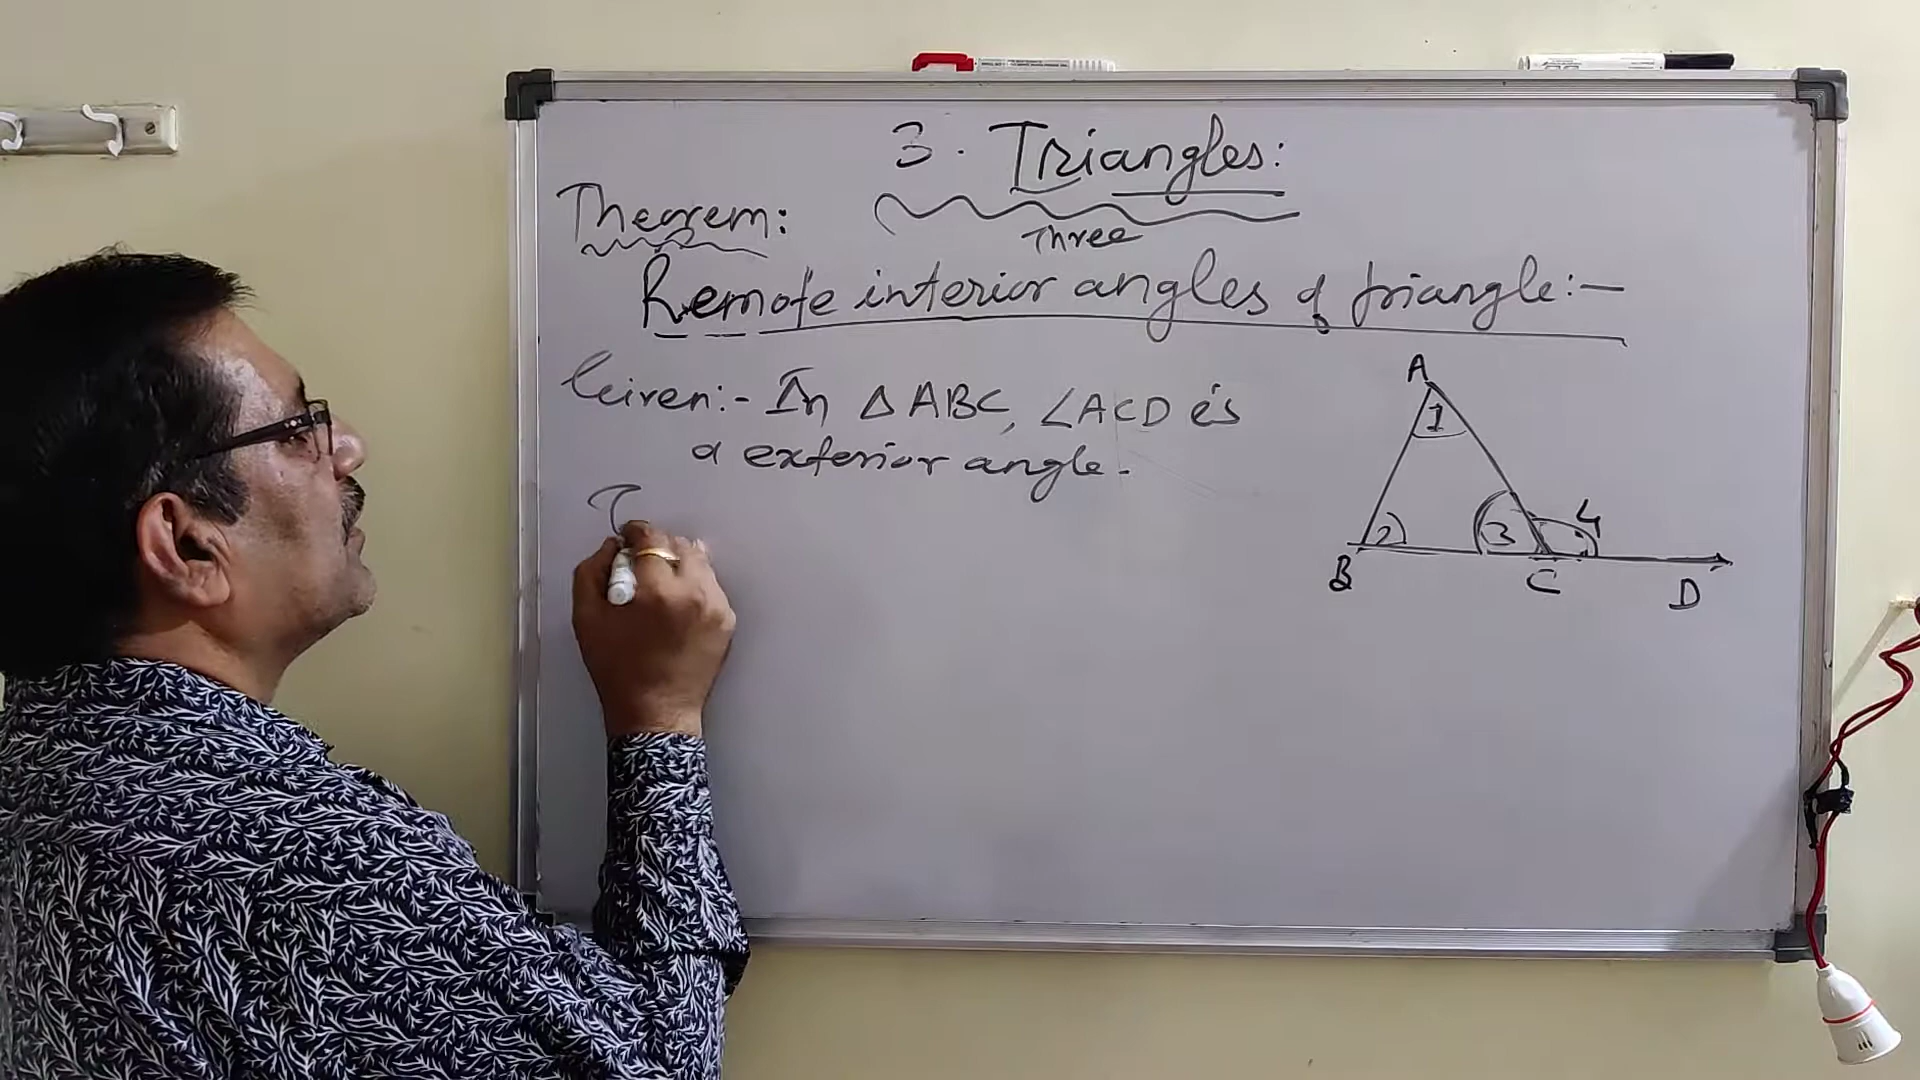 3. Triangles:
Theorem:
Three
Remote interior angles of triangle:-
Given:- In △ABC, ∠ACD is
a exterior angle.
A
1
2
3
4
B
C
D